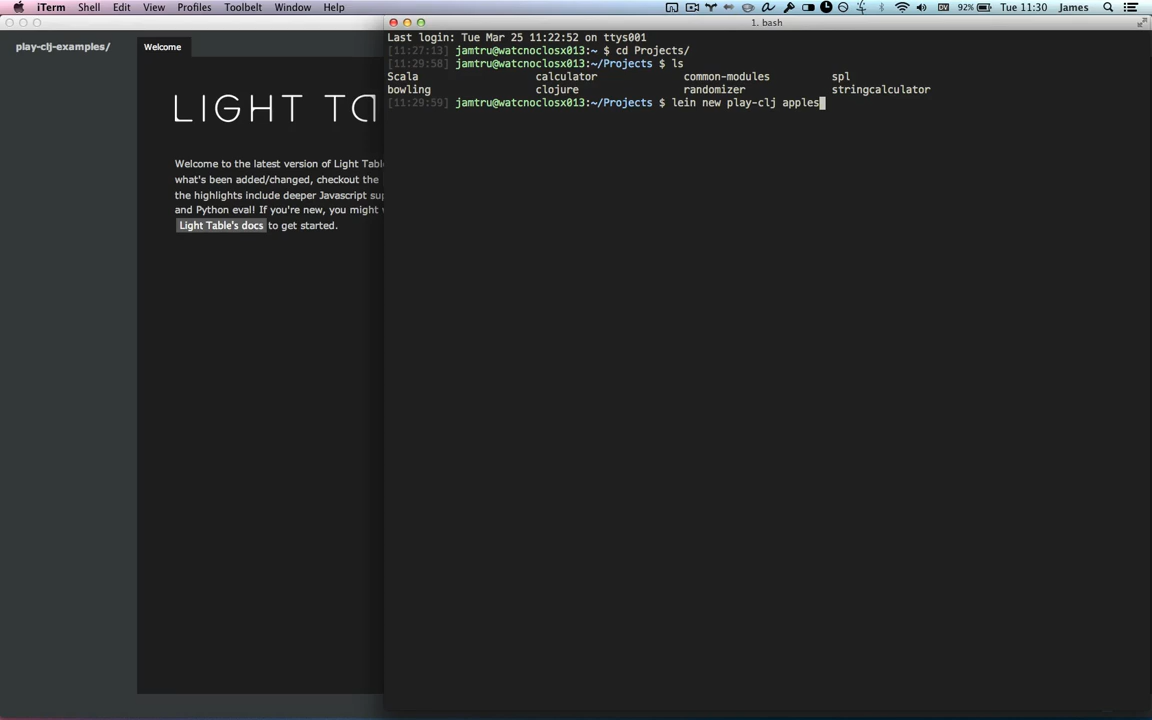 iTerm Shell Edit View Profiles Toolbelt Window Help 92% Tue 11:30 James
1. bash
play-clj-examples/
Welcome
LIGHT TA
Welcome to the latest version of Light Tabl
what's been added/changed, checkout the
the highlights include deeper Javascript sup
and Python eval! If you're new, you might w
Light Table's docs to get started.
Last login: Tue Mar 25 11:22:52 on ttys001
[11:27:13] jamtru@watcnoclosx013:~ $ cd Projects/
[11:29:58] jamtru@watcnoclosx013:~/Projects $ ls
Scala calculator common-modules spl
bowling clojure randomizer stringcalculator
[11:29:59] jamtru@watcnoclosx013:~/Projects $ lein new play-clj apples